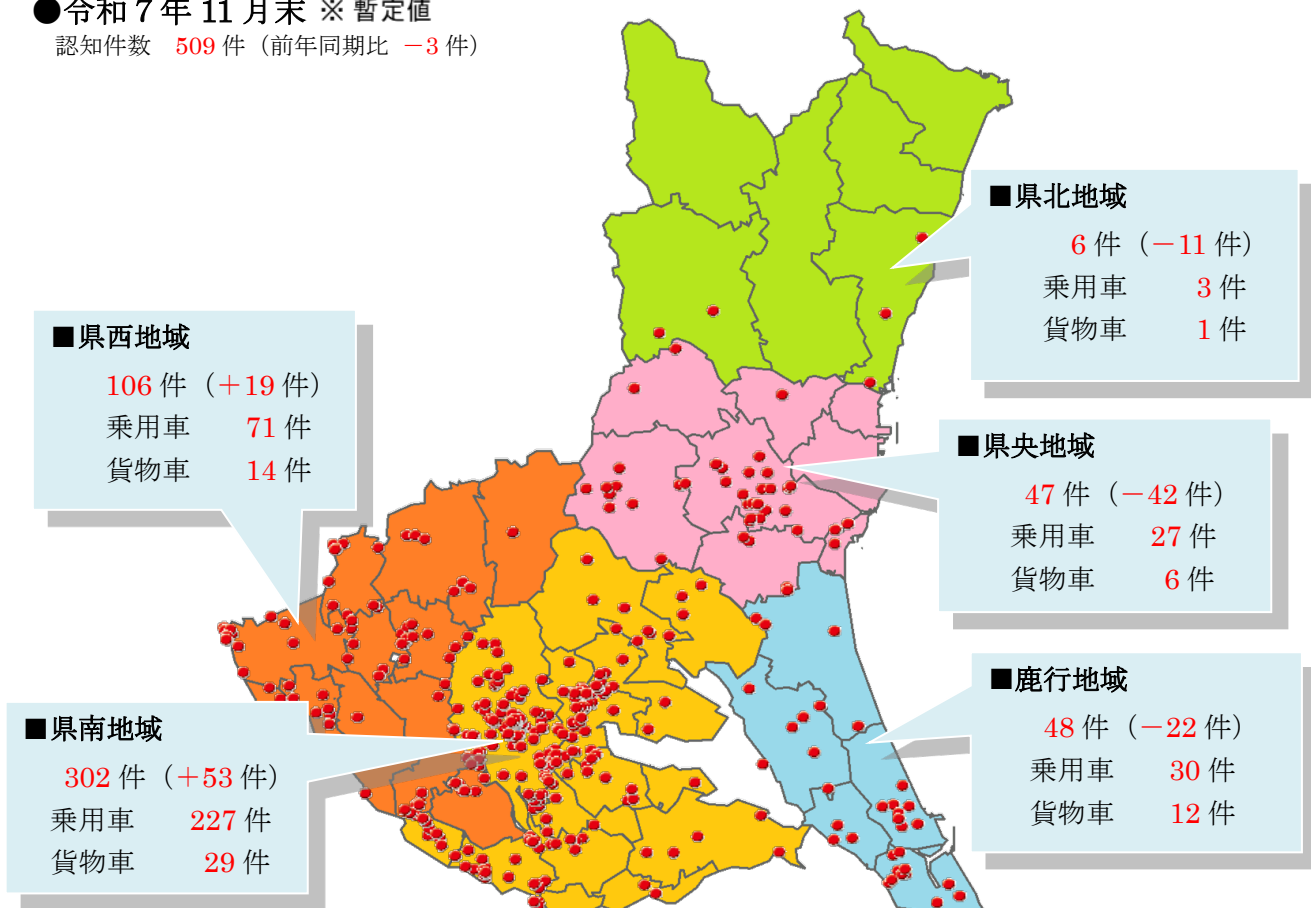 ●令和７年 11 月末 ※ 暫定値
認知件数　509 件（前年同期比 －3 件）
■県北地域
6 件（－11 件）
乗用車　3 件
貨物車　1 件
■県西地域
106 件（＋19 件）
乗用車　71 件
貨物車　14 件
■県央地域
47 件（－42 件）
乗用車　27 件
貨物車　6 件
■鹿行地域
48 件（－22 件）
乗用車　30 件
貨物車　12 件
■県南地域
302 件（＋53 件）
乗用車　227 件
貨物車　29 件